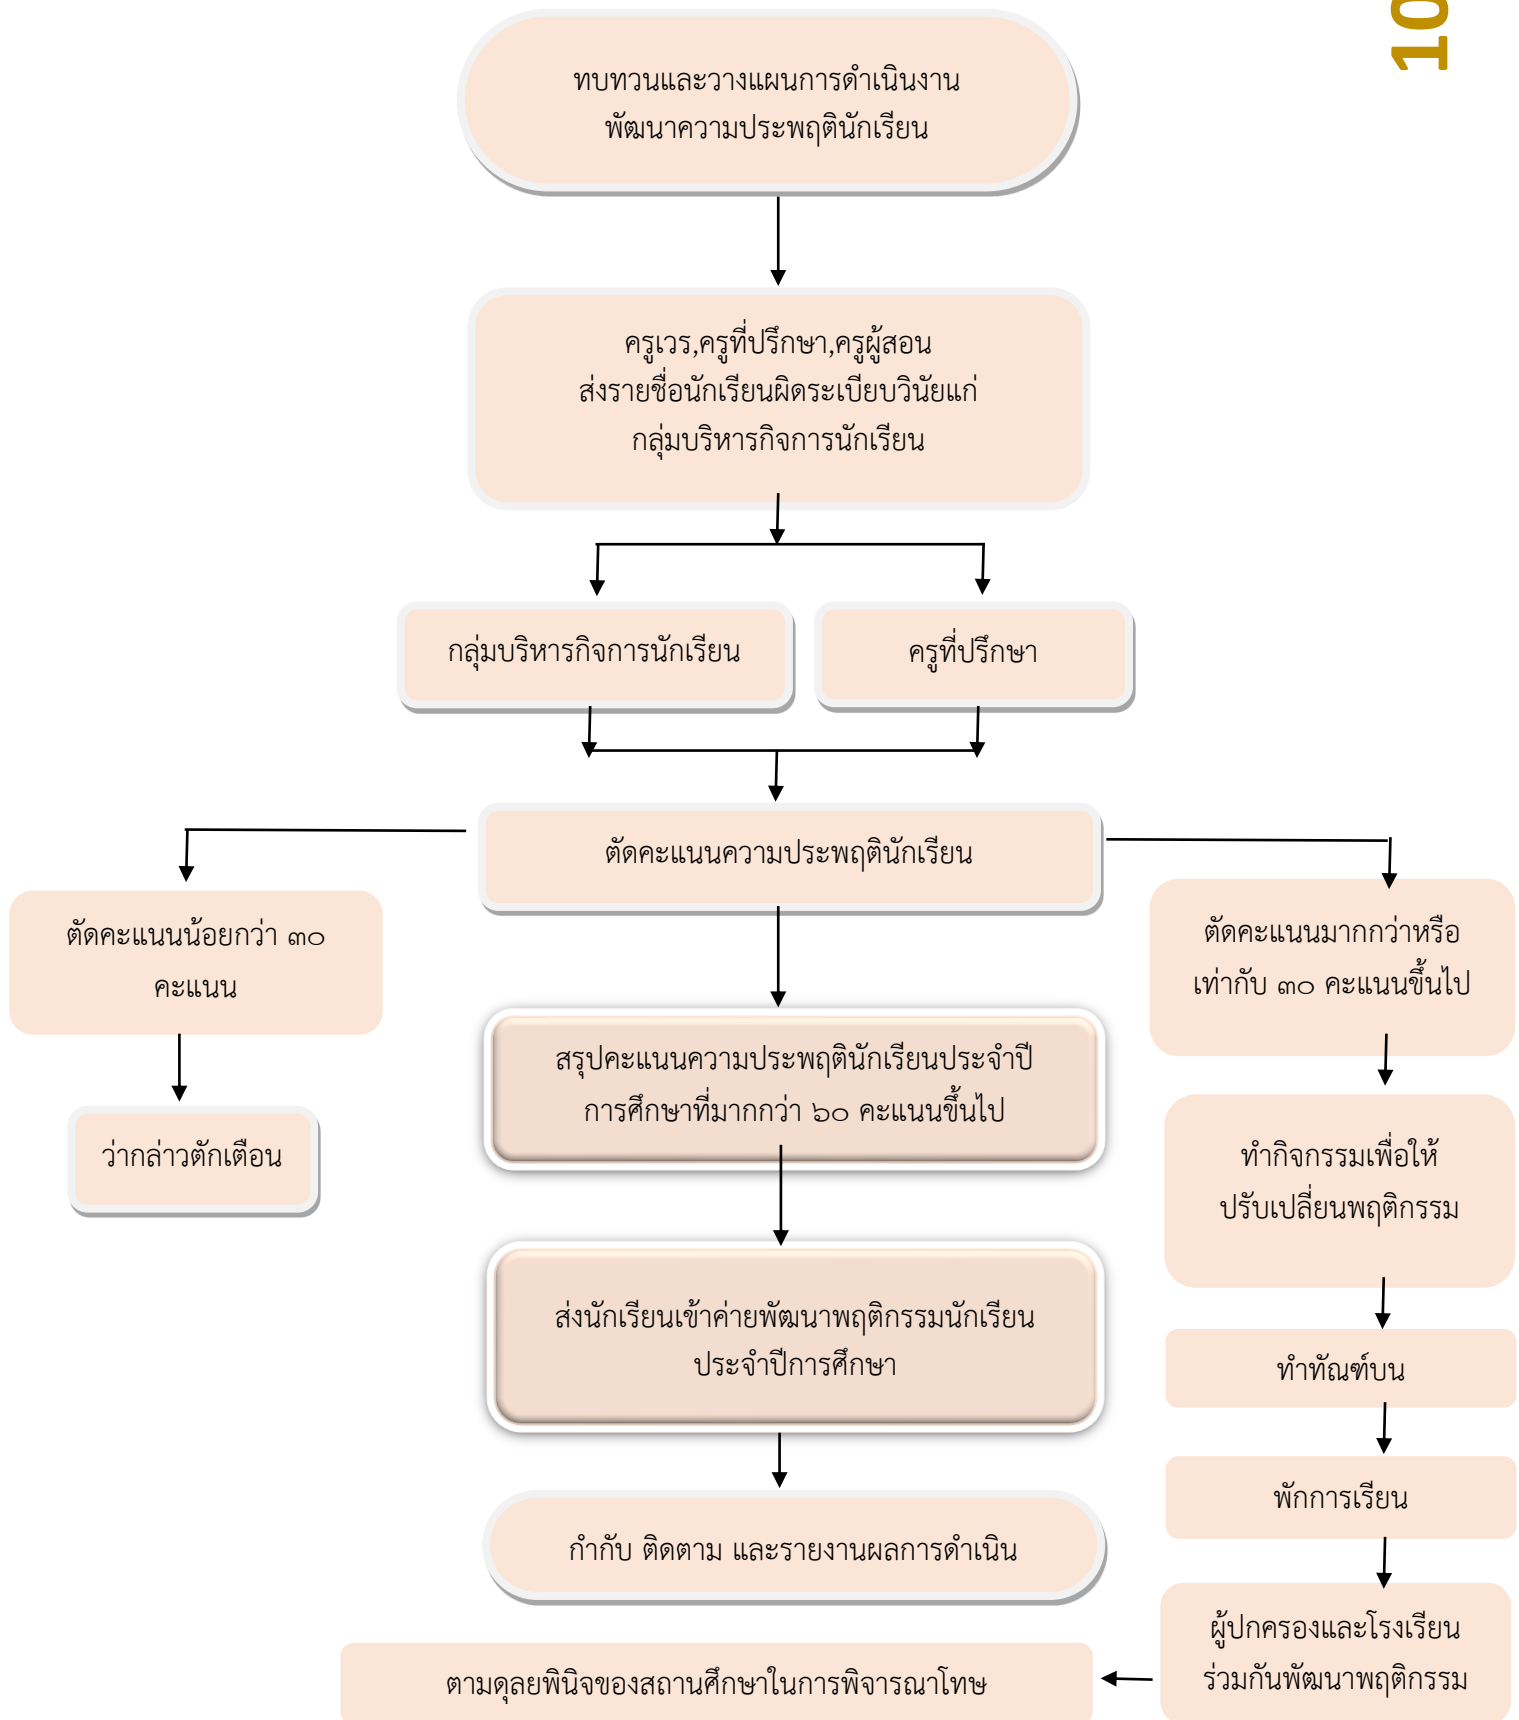 10
ทบทวนและวางแผนการดำเนินงาน
พัฒนาความประพฤตินักเรียน
ครูเวร,ครูที่ปรึกษา,ครูผู้สอน
ส่งรายชื่อนักเรียนผิดระเบียบวินัยแก่
กลุ่มบริหารกิจการนักเรียน
กลุ่มบริหารกิจการนักเรียน
ครูที่ปรึกษา
ตัดคะแนนความประพฤตินักเรียน
ตัดคะแนนน้อยกว่า ๓๐
คะแนน
ว่ากล่าวตักเตือน
สรุปคะแนนความประพฤตินักเรียนประจำปี
การศึกษาที่มากกว่า ๖๐ คะแนนขึ้นไป
ส่งนักเรียนเข้าค่ายพัฒนาพฤติกรรมนักเรียน
ประจำปีการศึกษา
กำกับ ติดตาม และรายงานผลการดำเนิน
ตัดคะแนนมากกว่าหรือ
เท่ากับ ๓๐ คะแนนขึ้นไป
ทำกิจกรรมเพื่อให้
ปรับเปลี่ยนพฤติกรรม
ทำทัณฑ์บน
พักการเรียน
ผู้ปกครองและโรงเรียน
ร่วมกันพัฒนาพฤติกรรม
ตามดุลยพินิจของสถานศึกษาในการพิจารณาโทษ